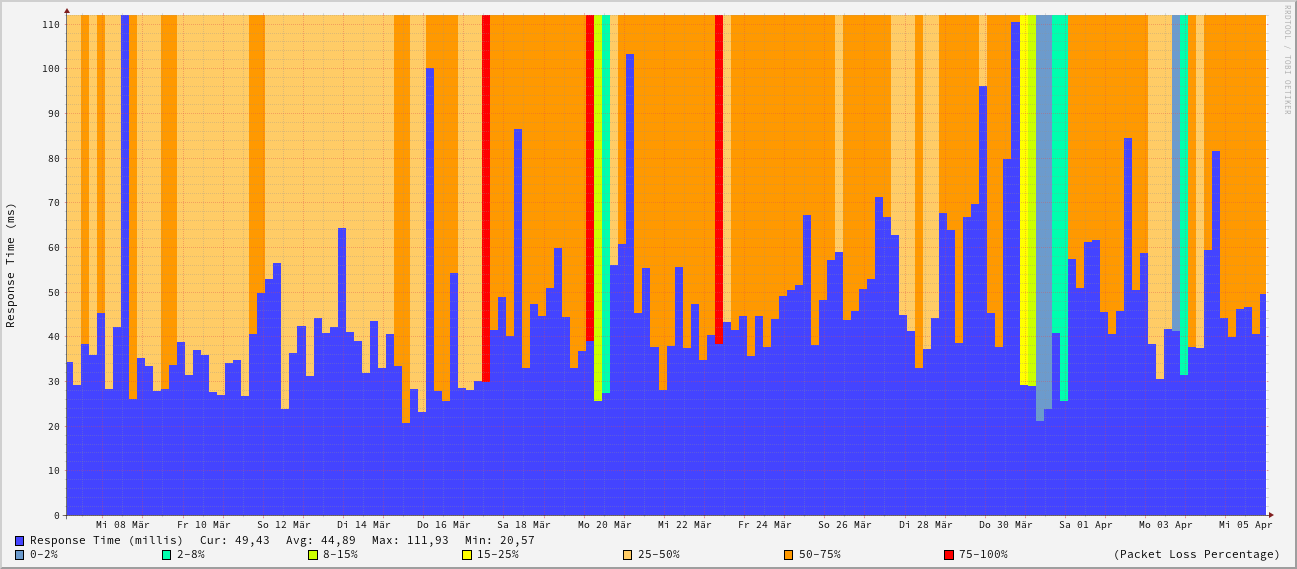 RRDTOOL / TOBI OETIKER
Response Time (ms)
110
100
90
80
70
60
50
40
30
20
10
0
Mi 08 Mär Fr 10 Mär So 12 Mär Di 14 Mär Do 16 Mär Sa 18 Mär Mo 20 Mär Mi 22 Mär Fr 24 Mär So 26 Mär Di 28 Mär Do 30 Mär Sa 01 Apr Mo 03 Apr Mi 05 Apr
Response Time (millis) Cur: 49,43 Avg: 44,89 Max: 111,93 Min: 20,57
0-2% 2-8% 8-15% 15-25% 25-50% 50-75% 75-100% (Packet Loss Percentage)